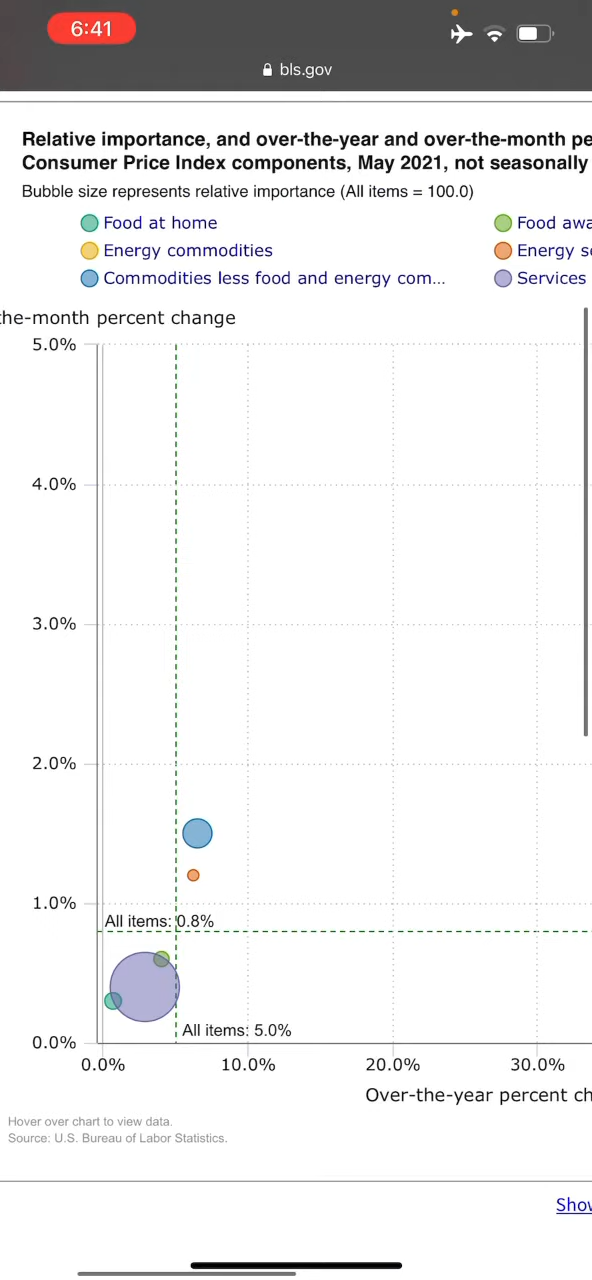 6:41
bls.gov
Relative importance, and over-the-year and over-the-month pe
Consumer Price Index components, May 2021, not seasonally
Bubble size represents relative importance (All items = 100.0)
Food at home
Food awa
Energy commodities
Energy se
Commodities less food and energy com...
Services
the-month percent change
5.0%
4.0%
3.0%
2.0%
1.0%
All items: 0.8%
All items: 5.0%
0.0%
0.0% 10.0% 20.0% 30.0%
Over-the-year percent ch
Hover over chart to view data.
Source: U.S. Bureau of Labor Statistics.
Show